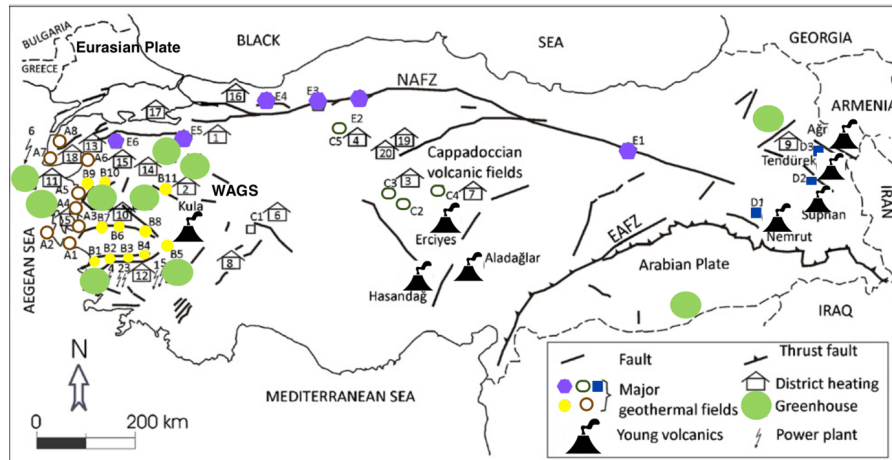 BULGARIA
Eurasian Plate
BLACK
SEA
GEORGIA
GREECE
NAFZ
ARMENIA
IRAN
E4
E3
E2
E1
E5
E6
16
17
1
6
A8
A7
A6
13
18
15
14
11
B9
B10
B11
2
WAGS
A5
A4
A3
10
A2
A1
B7
B6
B8
Kula
B1
B2
B3
B4
B5
4
23
12
8
C1
6
C5
4
19
20
Cappadoccian
volcanic fields
C3
3
C4
7
C2
Erciyes
Aladağlar
Hasandağ
EAFZ
Arabian Plate
9
Ağr
D3
Tendürek
D2
Suphan
D1
Nemrut
AEGEAN SEA
MEDITERRANEAN SEA
IRAQ
N
0
200 km
Fault
Thrust fault
Major
geothermal fields
District heating
Greenhouse
Young volcanics
Power plant